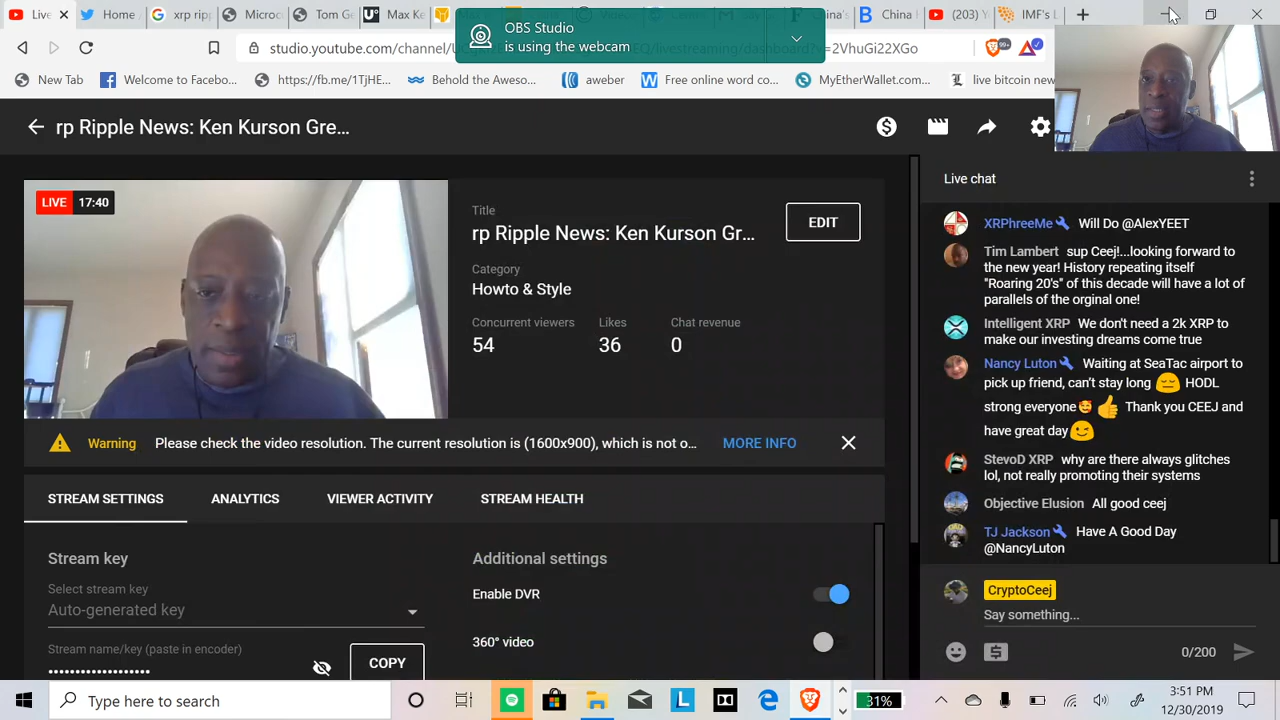 Live
Home
xrp ripp
Microc
Tom Ge
Max Ke
China F
China H
(203) Y
IMF's L
OBS Studio
is using the webcam
studio.youtube.com/channel/
/livestreaming/dashboard?v=2VhuGi22XGo
99+
New Tab
Welcome to Facebo...
https://fb.me/1TjHE...
Behold the Aweso...
aweber
Free online word co...
MyEtherWallet.com...
live bitcoin new
rp Ripple News: Ken Kurson Gre...
LIVE 17:40
Title
rp Ripple News: Ken Kurson Gr...
EDIT
Category
Howto & Style
Concurrent viewers Likes Chat revenue
54 36 0
Warning Please check the video resolution. The current resolution is (1600x900), which is not o... MORE INFO
STREAM SETTINGS ANALYTICS VIEWER ACTIVITY STREAM HEALTH
Stream key
Select stream key
Auto-generated key
Stream name/key (paste in encoder)
••••••••••••••••••
COPY
Additional settings
Enable DVR
360° video
Live chat
XRPhreeMe Will Do @AlexYEET
Tim Lambert sup Ceej!...looking forward to
the new year! History repeating itself
"Roaring 20's" of this decade will have a lot of
parallels of the orginal one!
Intelligent XRP We don't need a 2k XRP to
make our investing dreams come true
Nancy Luton Waiting at SeaTac airport to
pick up friend, can't stay long 😔 HODL
strong everyone 🥰 👍 Thank you CEEJ and
have great day 😉
StevoD XRP why are there always glitches
lol, not really promoting their systems
Objective Elusion All good ceej
TJ Jackson Have A Good Day
@NancyLuton
CryptoCeej
Say something...
0/200
Type here to search
31%
3:51 PM
12/30/2019